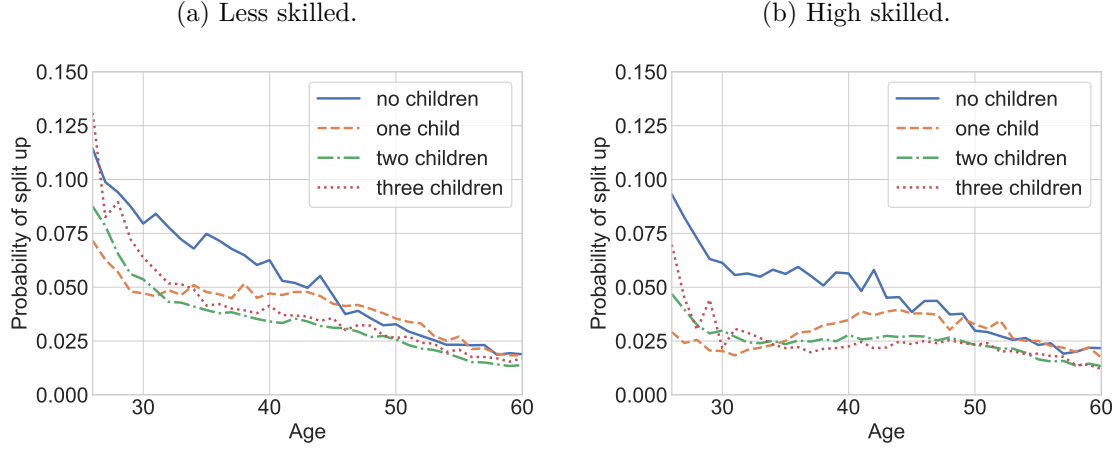 (a) Less skilled.
0.150
0.125
0.100
0.075
0.050
0.025
0.000
Probability of split up
no children
one child
two children
three children
30
40
50
60
Age
(b) High skilled.
0.150
0.125
0.100
0.075
0.050
0.025
0.000
Probability of split up
no children
one child
two children
three children
30
40
50
60
Age